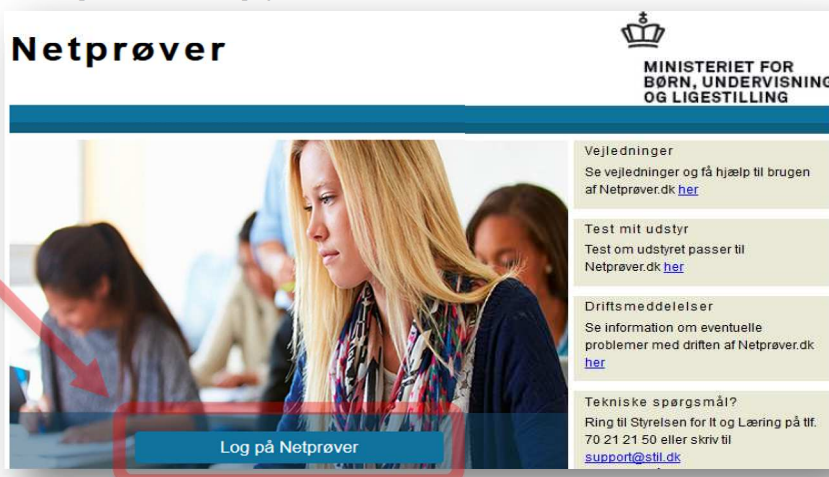 Netprøver
MINISTERIET FOR
BØRN, UNDERVISNING
OG LIGESTILLING
Vejledninger
Se vejledninger og få hjælp til brugen
af Netprøver.dk her
Test mit udstyr
Test om udstyret passer til
Netprøver.dk her
Driftsmeddelelser
Se information om eventuelle
problemer med driften af Netprøver.dk
her
Tekniske spørgsmål?
Ring til Styrelsen for It og Læring på tlf.
70 21 21 50 eller skriv til
support@stil.dk
Log på Netprøver